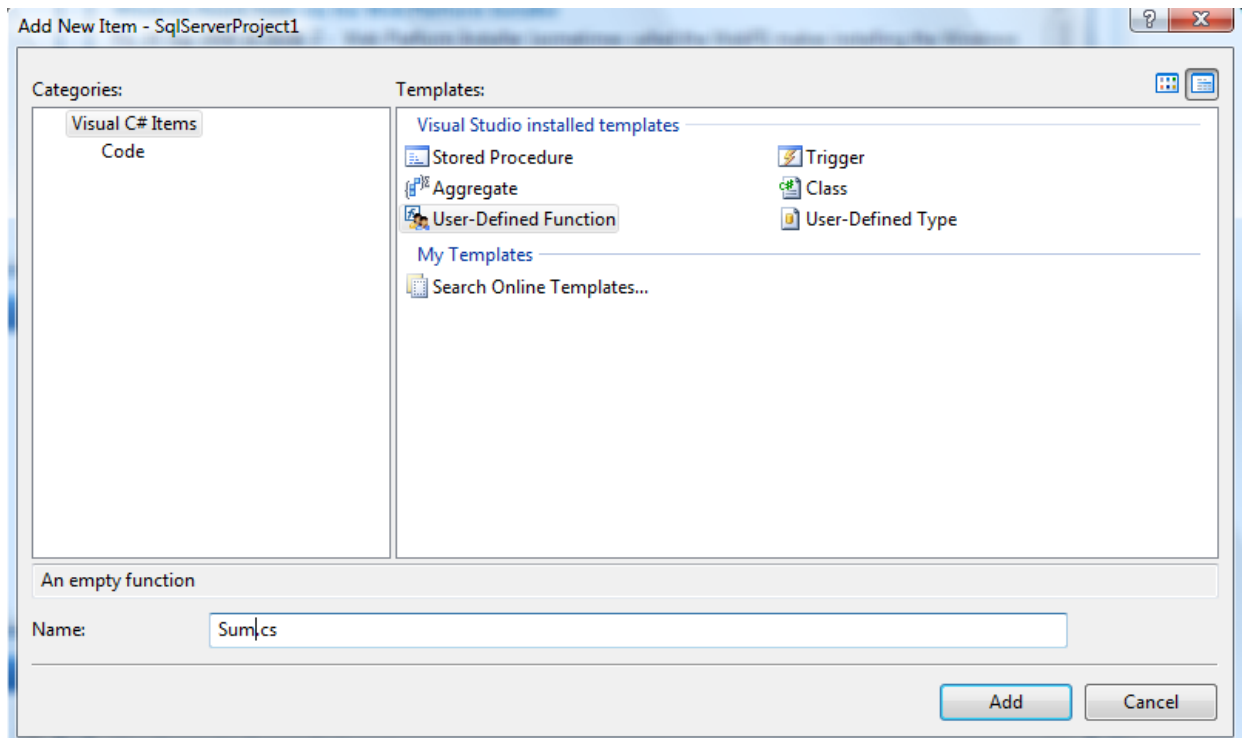 Add New Item - SqlServerProject1
Categories:
Templates:
Visual C# Items
Code
Visual Studio installed templates
Stored Procedure
Trigger
Aggregate
Class
User-Defined Function
User-Defined Type
My Templates
Search Online Templates...
An empty function
Name:
Sum.cs
Add
Cancel